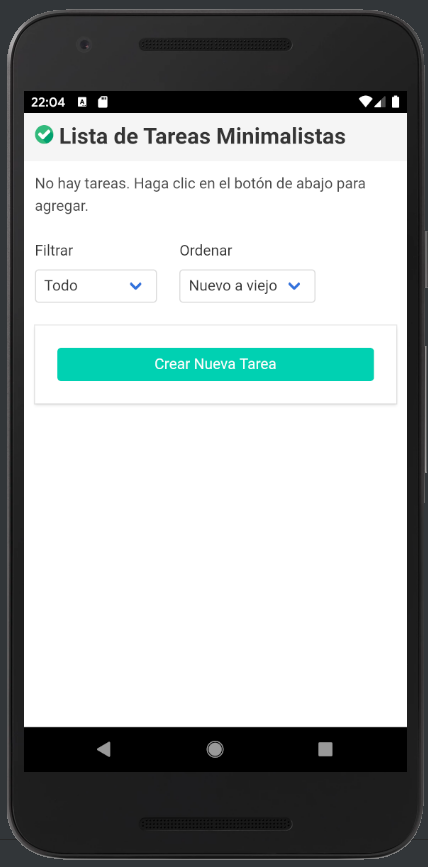 22:04 A
Lista de Tareas Minimalistas
No hay tareas. Haga clic en el botón de abajo para
agregar.
Filtrar Ordenar
Todo Nuevo a viejo
Crear Nueva Tarea